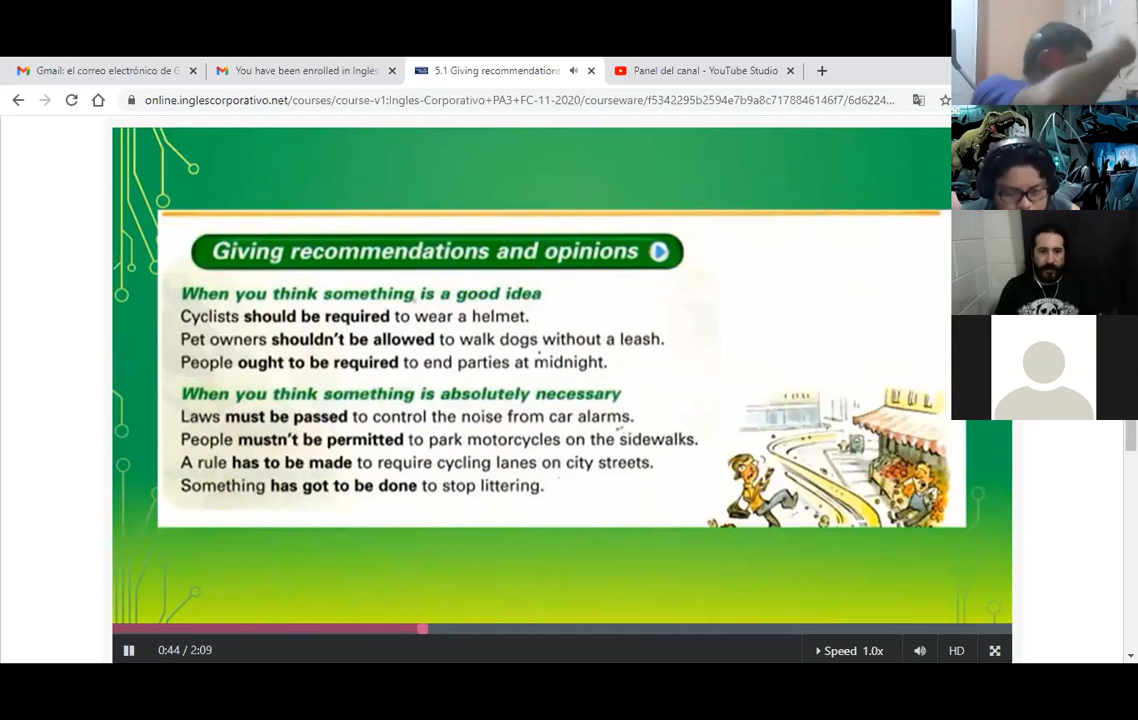 Gmail: el correo electrónico de G
You have been enrolled in Inglés
5.1 Giving recommendations
Panel del canal - YouTube Studio
online.inglescorporativo.net/courses/course-v1:Ingles-Corporativo+PA3+FC-11-2020/courseware/f5342295b2594e7b9a8c7178846146f7/6d6224...
Giving recommendations and opinions
When you think something is a good idea
Cyclists should be required to wear a helmet.
Pet owners shouldn't be allowed to walk dogs without a leash.
People ought to be required to end parties at midnight.
When you think something is absolutely necessary
Laws must be passed to control the noise from car alarms.
People mustn't be permitted to park motorcycles on the sidewalks.
A rule has to be made to require cycling lanes on city streets.
Something has got to be done to stop littering.
0:44 / 2:09
Speed 1.0x
HD